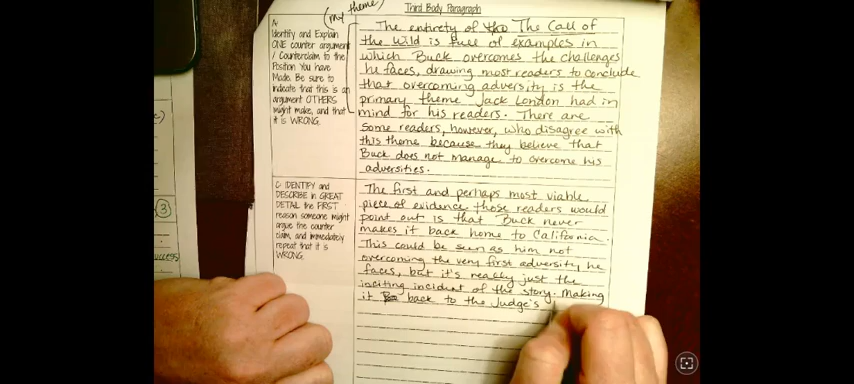 (my theme)
Third Body Paragraph
A:
Identify and Explain
ONE counter argument
/ Counterclaim to the
Position You have
Made. Be sure to
indicate that this is an
argument OTHERS
might make, and that
it is WRONG.
The entirety of The Call of
the Wild is full of examples in
which Buck overcomes the challenges
he faces, drawing most readers to conclude
that overcoming adversity is the
primary theme Jack London had in
mind for his readers. There are
some readers, however, who disagree with
this theme because they believe that
Buck does not manage to overcome his
adversities.
C: IDENTIFY and
DESCRIBE in GREAT
DETAIL the FIRST
reason someone might
argue the counter
claim, and immediately
repeat that it is
WRONG.
The first and perhaps most viable
piece of evidence those readers would
point out is that Buck never
makes it back home to California.
This could be seen as him not
overcoming the very first adversity he
faces, but it's really just the
inciting incident of the story. Making
it back to the Judge's
3